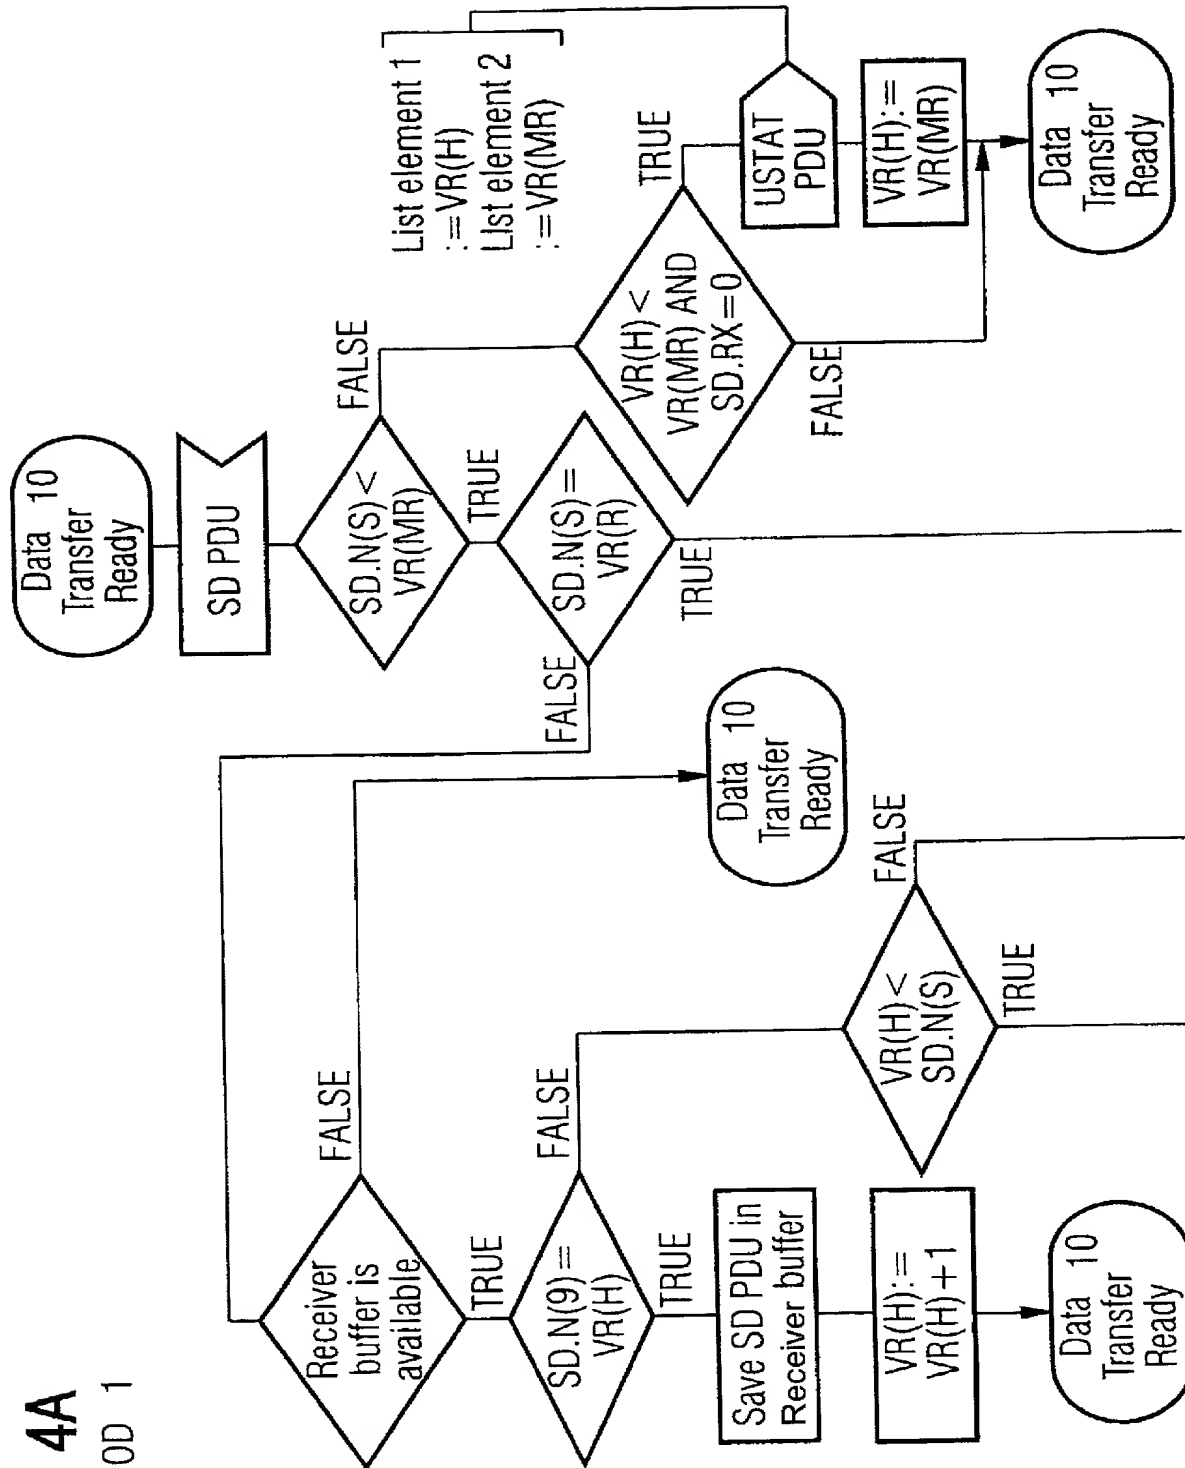 4A
OD 1
Data 10
Transfer
Ready
SD PDU
SD.N(S)<
VR(MR)
FALSE
TRUE
SD.N(S)=
VR(R)
FALSE
TRUE
VR(H)<
VR(MR) AND
SD.RX=0
TRUE
FALSE
List element 1
:=VR(H)
LIst element 2
:=VR(MR)
USTAT
PDU
VR(H):=
VR(MR)
Data 10
Transfer
Ready
Receiver
buffer is
available
FALSE
TRUE
Data 10
Transfer
Ready
SD.N(9)=
VR(H)
FALSE
TRUE
VR(H)<
SD.N(S)
FALSE
TRUE
Save SD PDU in
Receiver buffer
VR(H):=
VR(H)+1
Data 10
Transfer
Ready